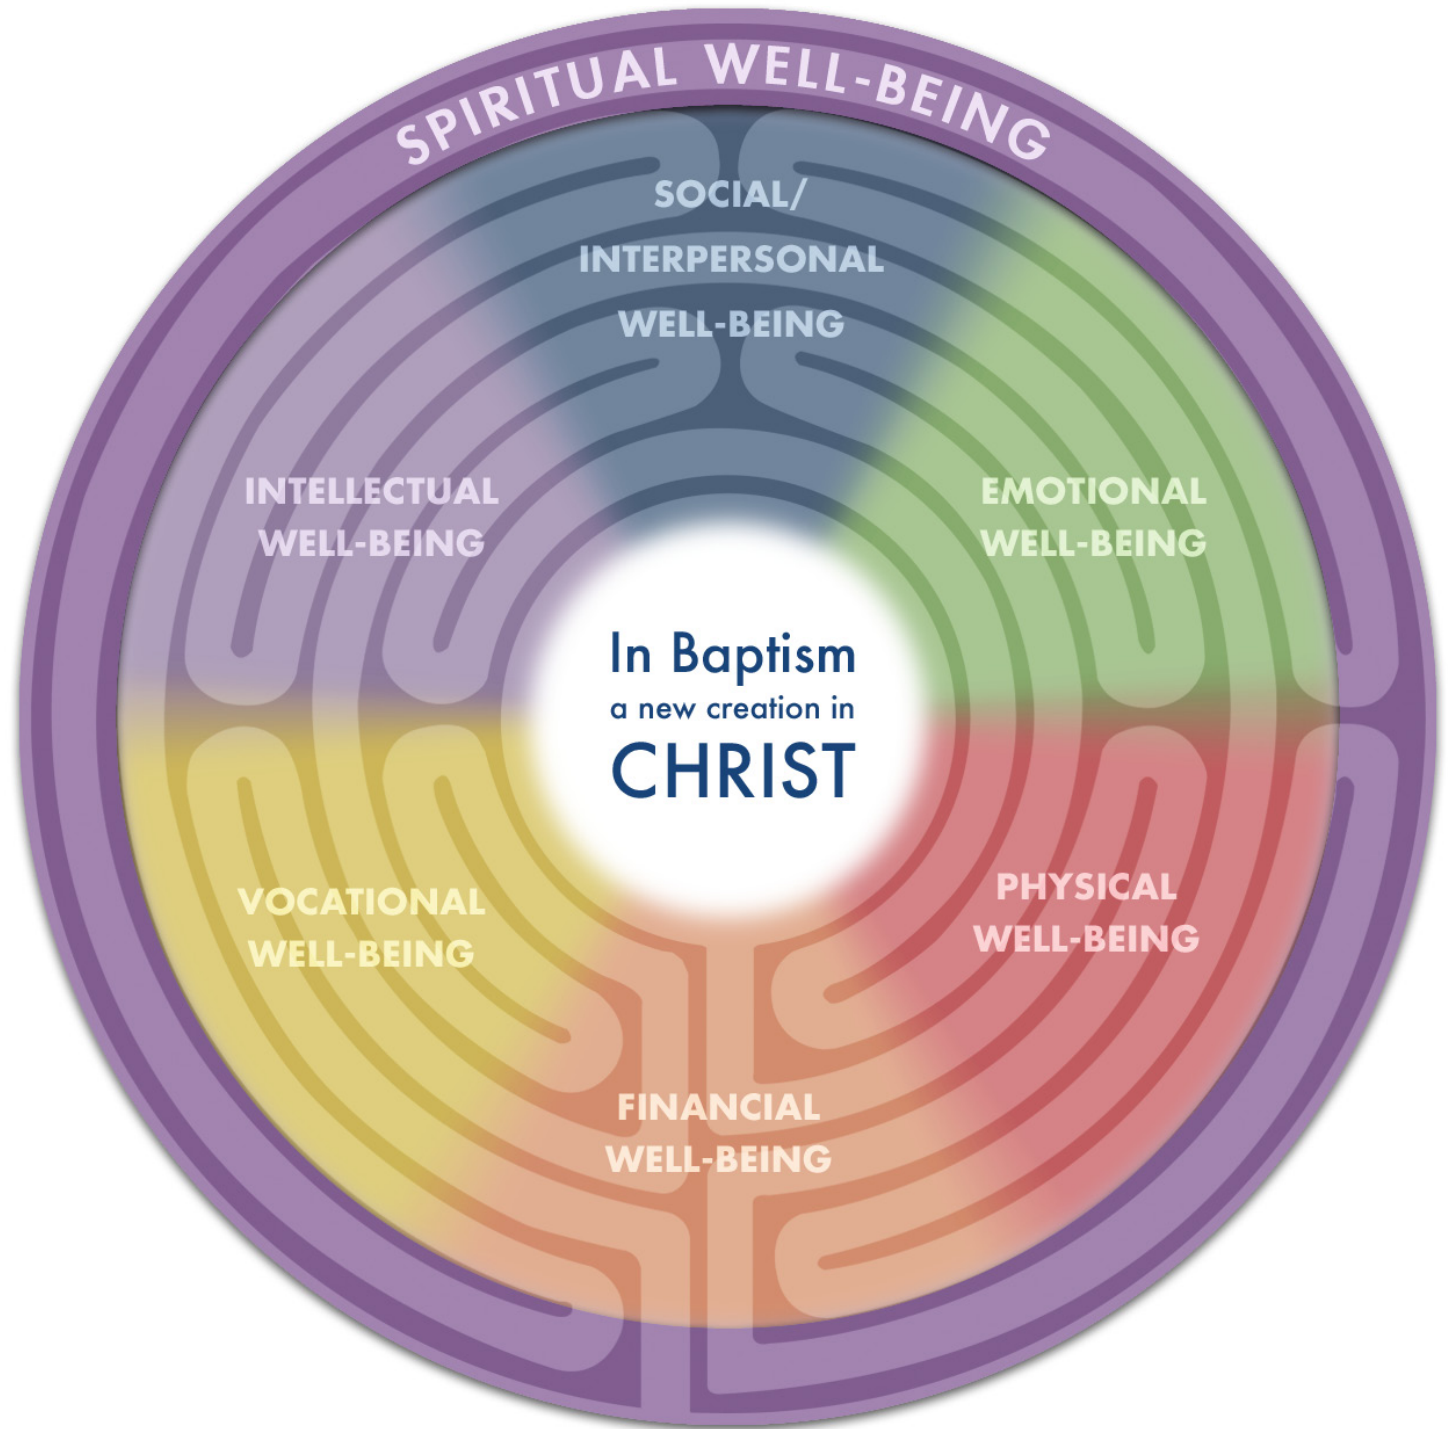 SPIRITUAL WELL-BEING
SOCIAL/
INTERPERSONAL
WELL-BEING
INTELLECTUAL
WELL-BEING
EMOTIONAL
WELL-BEING
In Baptism
a new creation in
CHRIST
VOCATIONAL
WELL-BEING
PHYSICAL
WELL-BEING
FINANCIAL
WELL-BEING